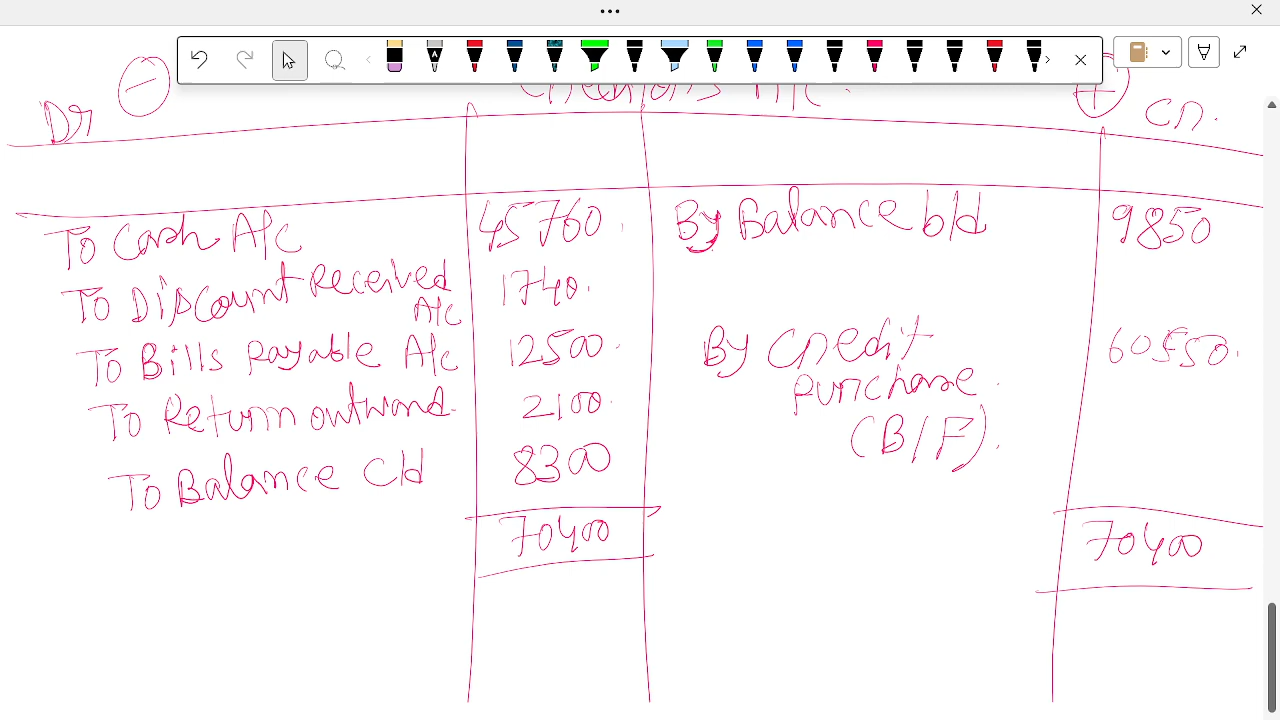 Creditors A/c.
Dr
Cr.
To Cash A/c 45760. By Balance b/d 9850
To Discount Received A/c 1740.
To Bills Payable A/c 12500. By Credit purchase (B/F). 60550.
To Return outward. 2100.
To Balance C/d 8300
70400 70400